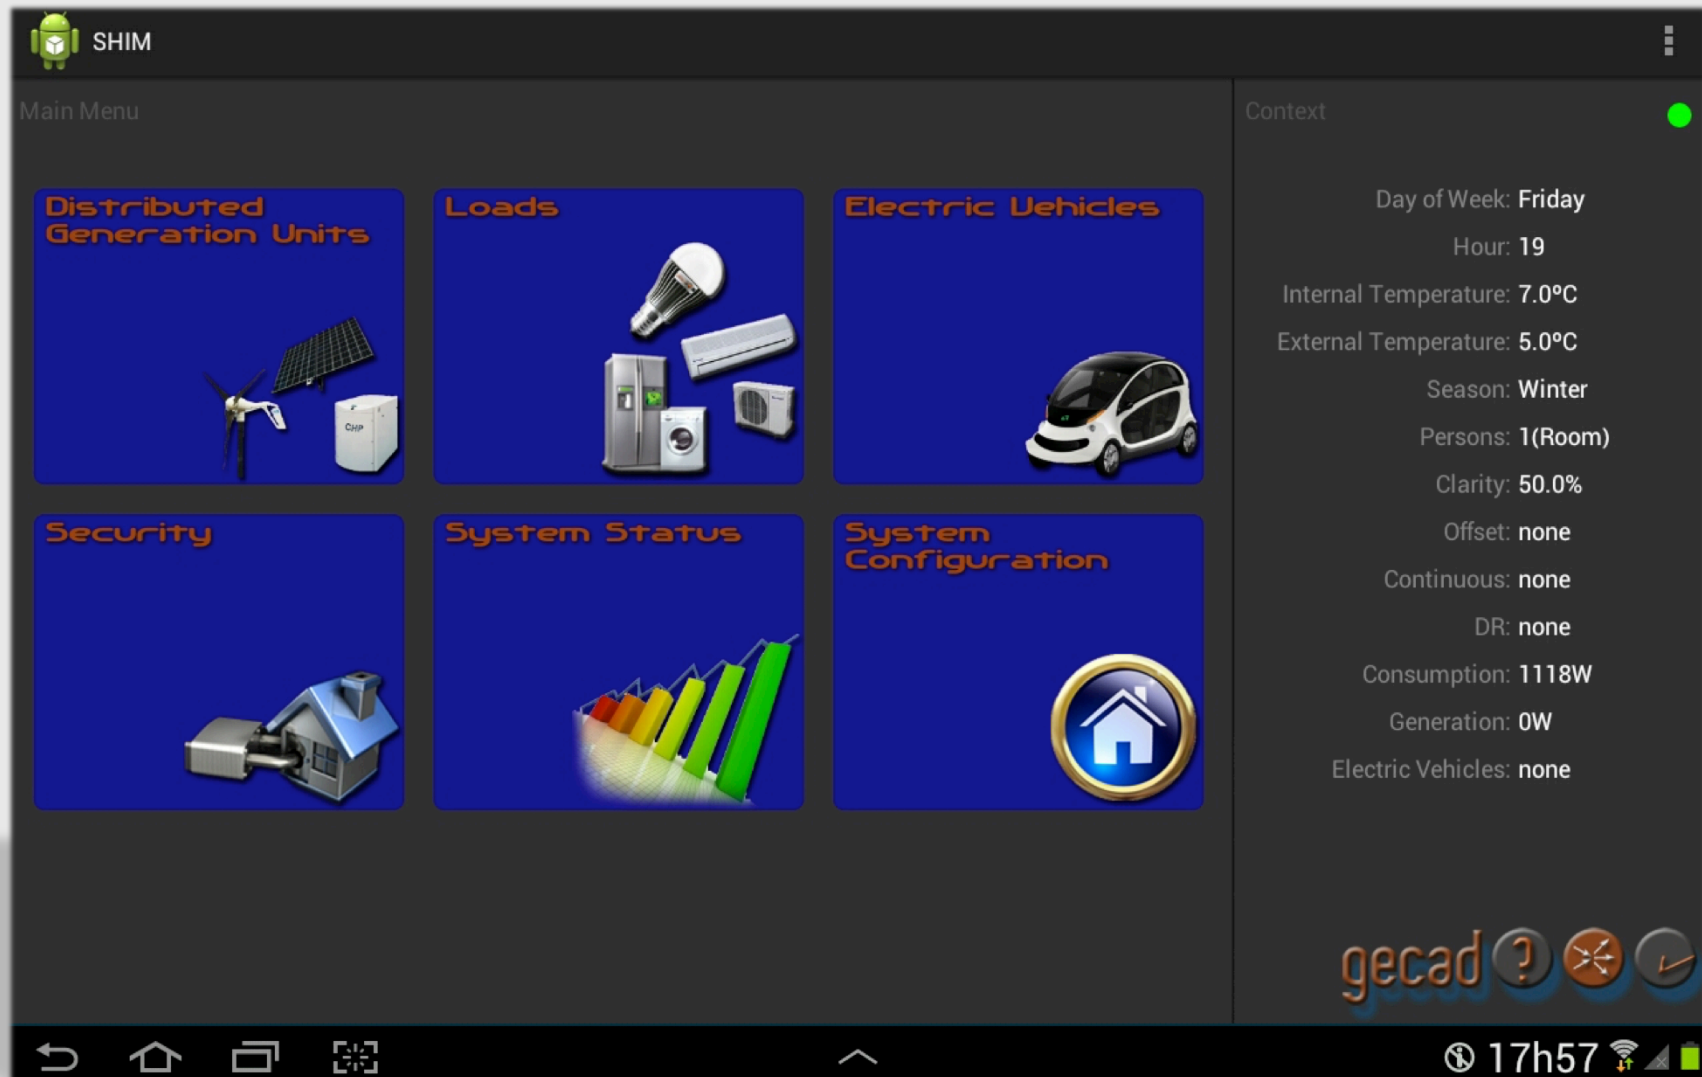 SHIM
Main Menu
Distributed
Generation Units
CHP
Loads
Electric Vehicles
Security
System Status
System
Configuration
Context
Day of Week: Friday
Hour: 19
Internal Temperature: 7.0ºC
External Temperature: 5.0ºC
Season: Winter
Persons: 1(Room)
Clarity: 50.0%
Offset: none
Continuous: none
DR: none
Consumption: 1118W
Generation: 0W
Electric Vehicles: none
gecad ?
17h57